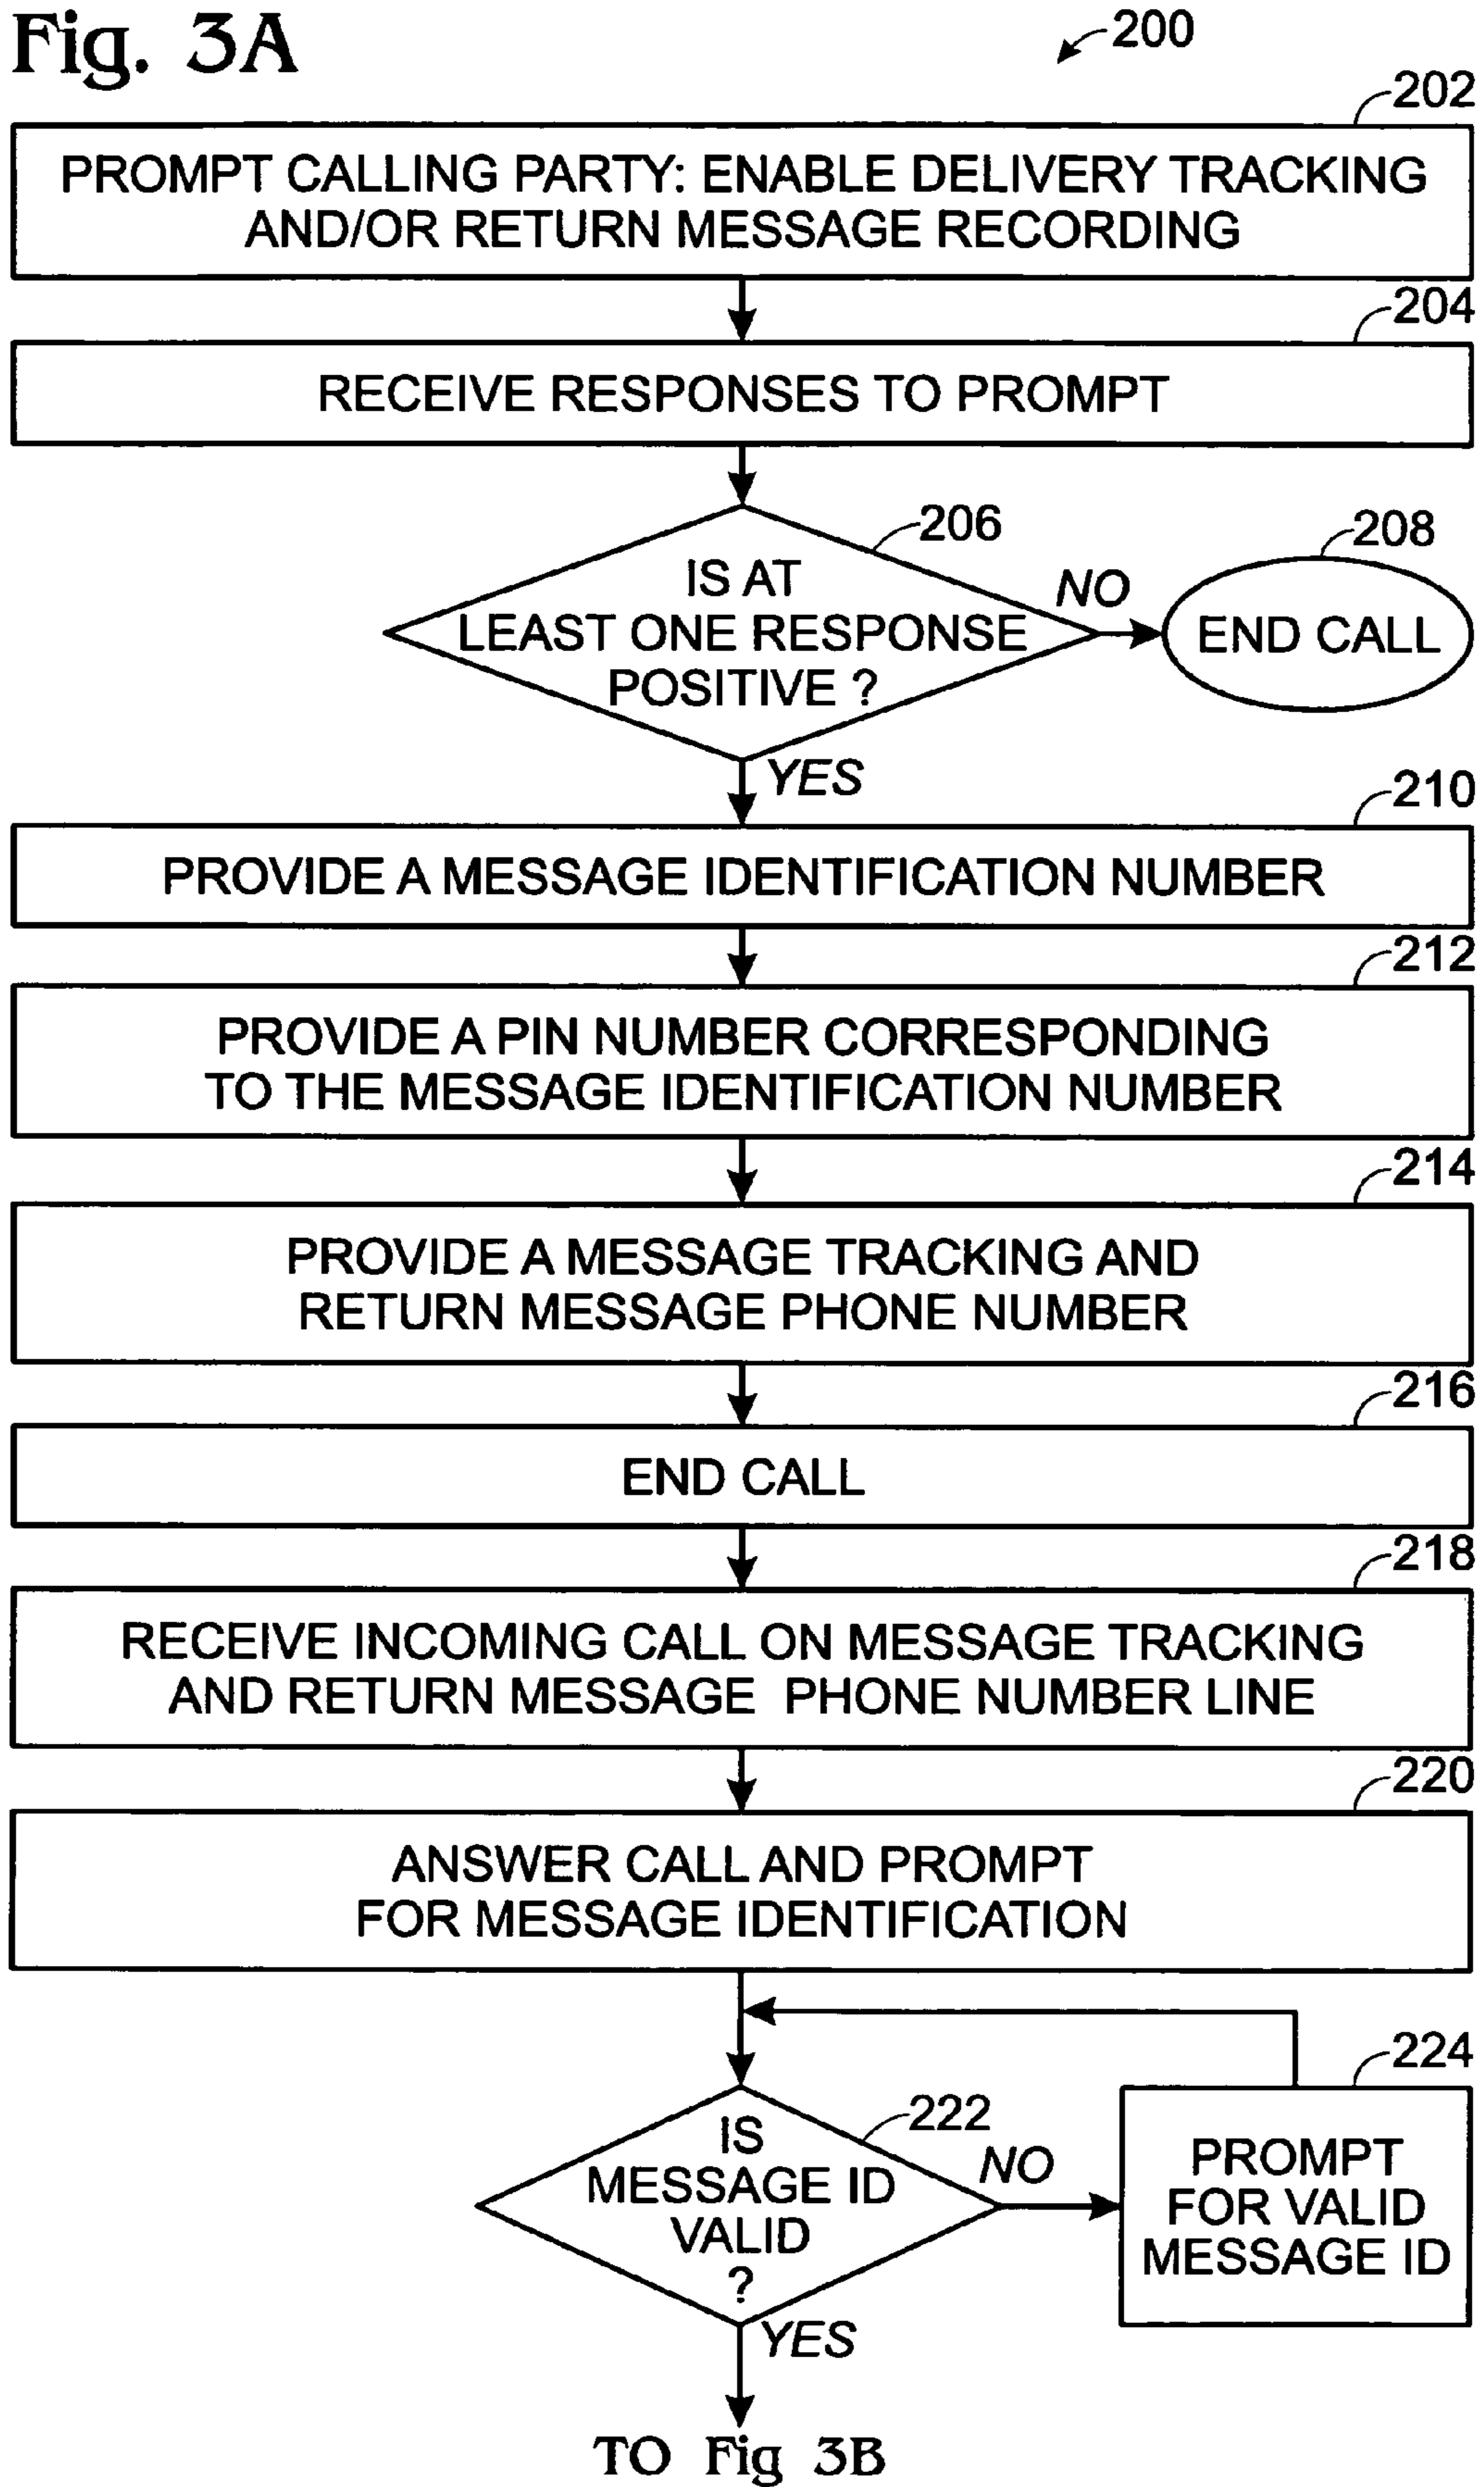 Fig. 3A
200
202
PROMPT CALLING PARTY: ENABLE DELIVERY TRACKING
AND/OR RETURN MESSAGE RECORDING
204
RECEIVE RESPONSES TO PROMPT
206
IS AT
LEAST ONE RESPONSE
POSITIVE ?
NO
208
END CALL
YES
210
PROVIDE A MESSAGE IDENTIFICATION NUMBER
212
PROVIDE A PIN NUMBER CORRESPONDING
TO THE MESSAGE IDENTIFICATION NUMBER
214
PROVIDE A MESSAGE TRACKING AND
RETURN MESSAGE PHONE NUMBER
216
END CALL
218
RECEIVE INCOMING CALL ON MESSAGE TRACKING
AND RETURN MESSAGE PHONE NUMBER LINE
220
ANSWER CALL AND PROMPT
FOR MESSAGE IDENTIFICATION
222
IS
MESSAGE ID
VALID
?
NO
224
PROMPT
FOR VALID
MESSAGE ID
YES
TO Fig 3B